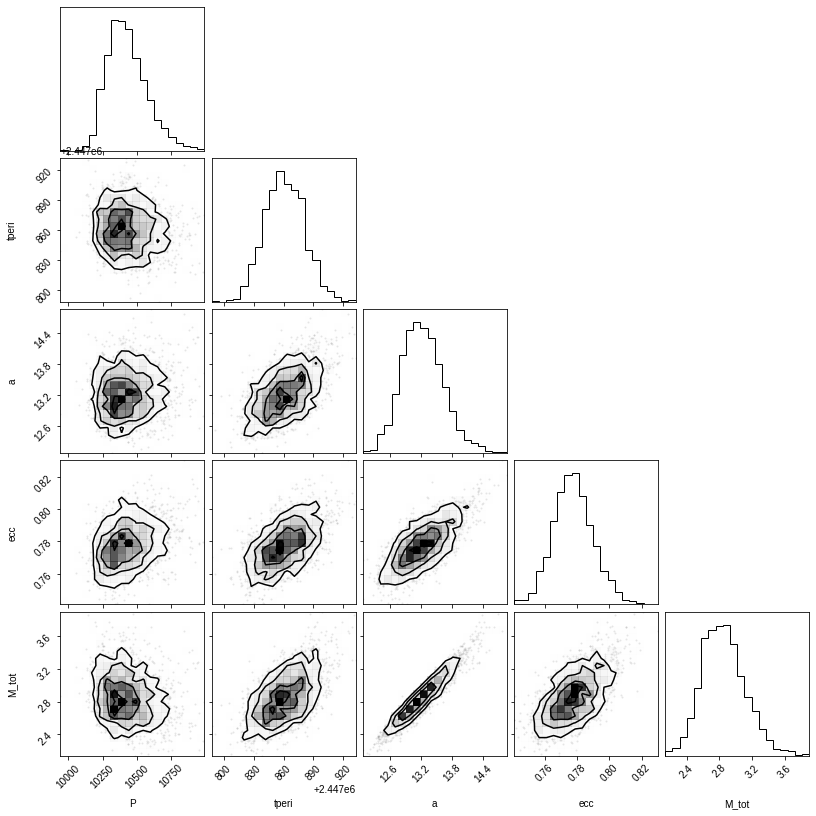 +2.447e6
tperi
920
890
860
830
800
a
14.4
13.8
13.2
12.6
ecc
0.82
0.80
0.78
0.76
M_tot
3.6
3.2
2.8
2.4
10000 10250 10500 10750 800 830 860 890 920 12.6 13.2 13.8 14.4 0.76 0.78 0.80 0.82 2.4 2.8 3.2 3.6
+2.447e6
P tperi a ecc M_tot